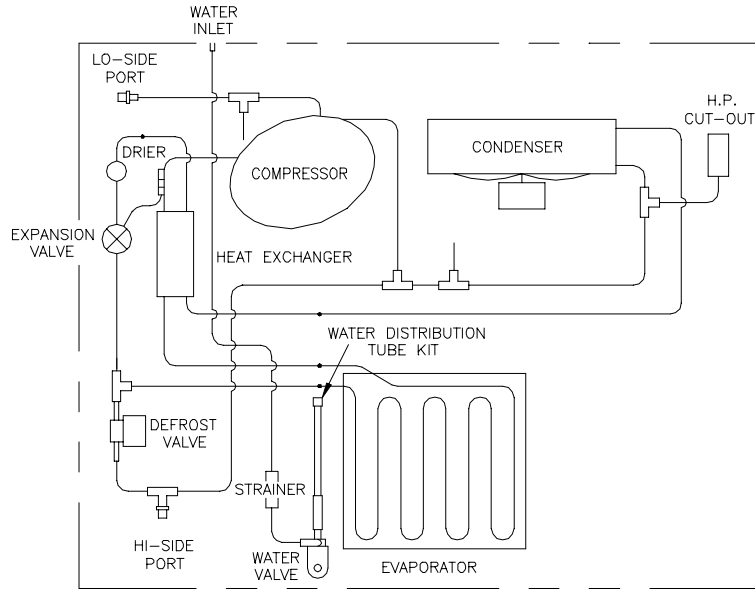 WATER
INLET
LO-SIDE
PORT
H.P.
CUT-OUT
DRIER
COMPRESSOR
CONDENSER
EXPANSION
VALVE
HEAT EXCHANGER
WATER DISTRIBUTION
TUBE KIT
DEFROST
VALVE
STRAINER
HI-SIDE
PORT
WATER
VALVE
EVAPORATOR